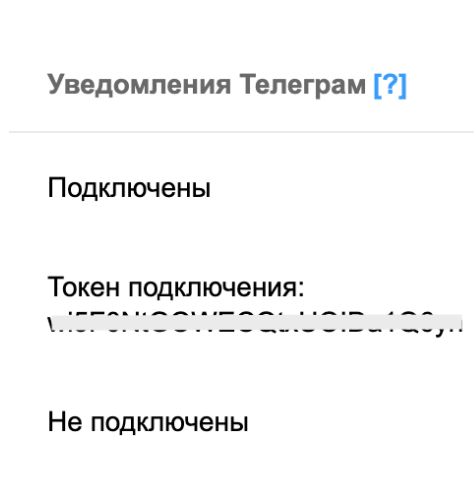 Уведомления Телеграм [?]
Подключены
Токен подключения:
Не подключены